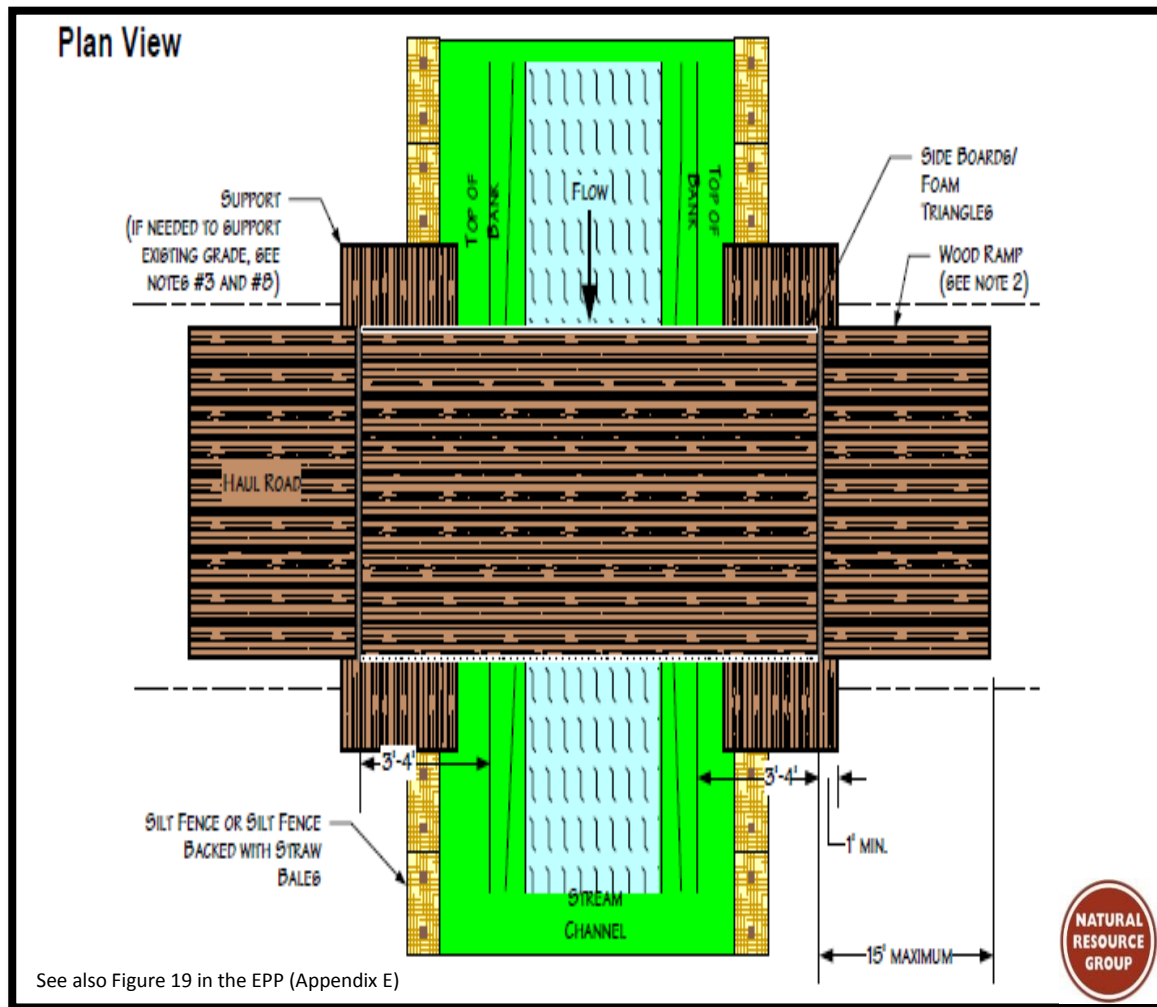 Plan View
SUPPORT
(IF NEEDED TO SUPPORT
EXISTING GRADE, SEE
NOTES #3 AND #8)
TOP OF
BANK
FLOW
TOP OF
BANK
SIDE BOARDS/
FOAM
TRIANGLES
WOOD RAMP
(SEE NOTE 2)
HAUL ROAD
3'-4'
3'-4'
1' MIN.
SILT FENCE OR SILT FENCE
BACKED WITH STRAW
BALES
STREAM
CHANNEL
15' MAXIMUM
NATURAL
RESOURCE
GROUP
See also Figure 19 in the EPP (Appendix E)